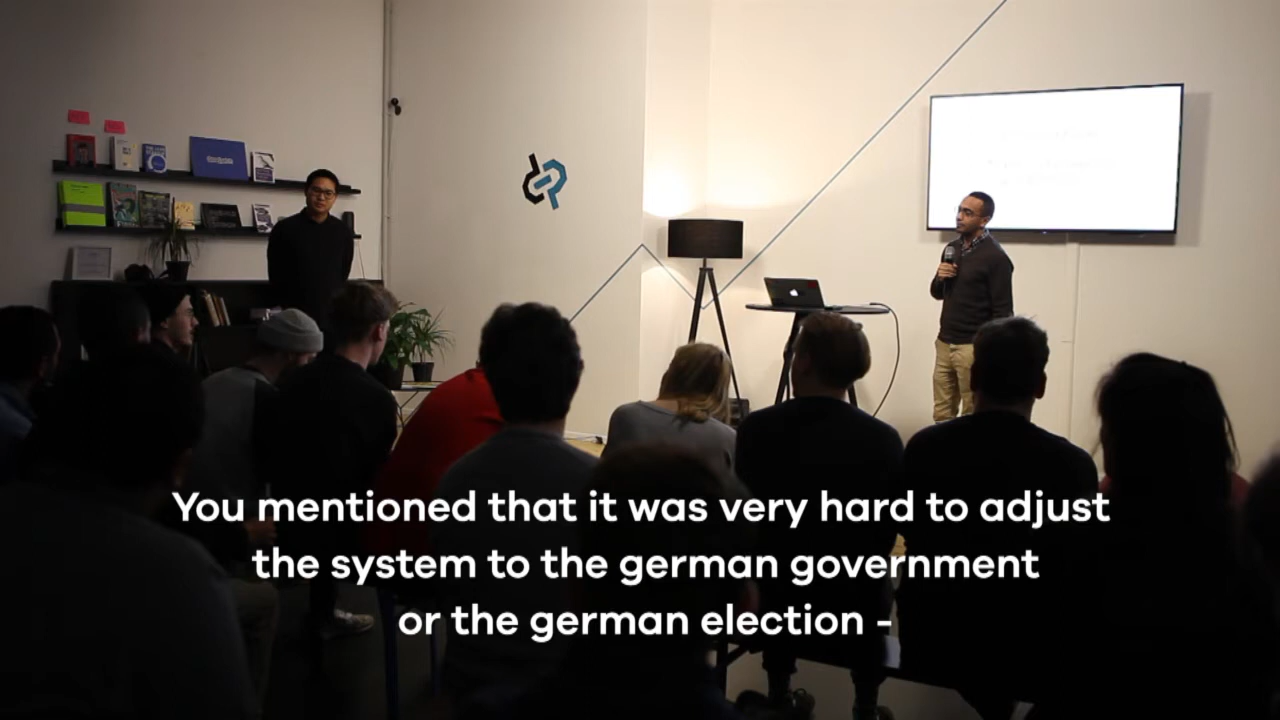 You mentioned that it was very hard to adjust
the system to the german government
or the german election -